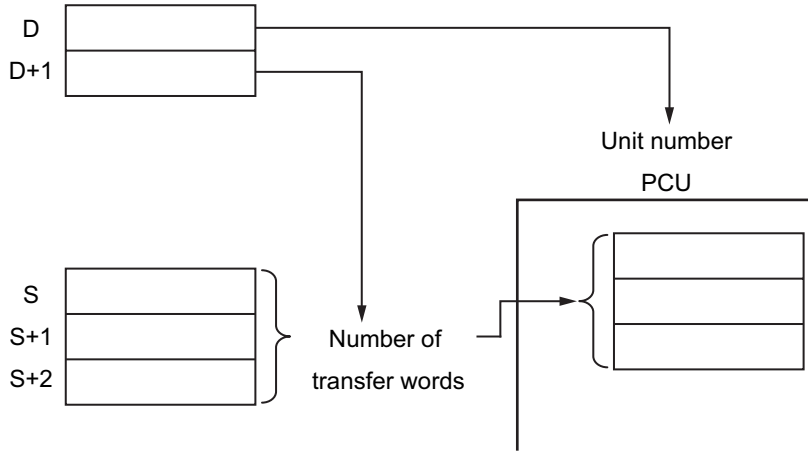 D
D+1
Unit number
PCU
S
S+1
S+2
Number of
transfer words